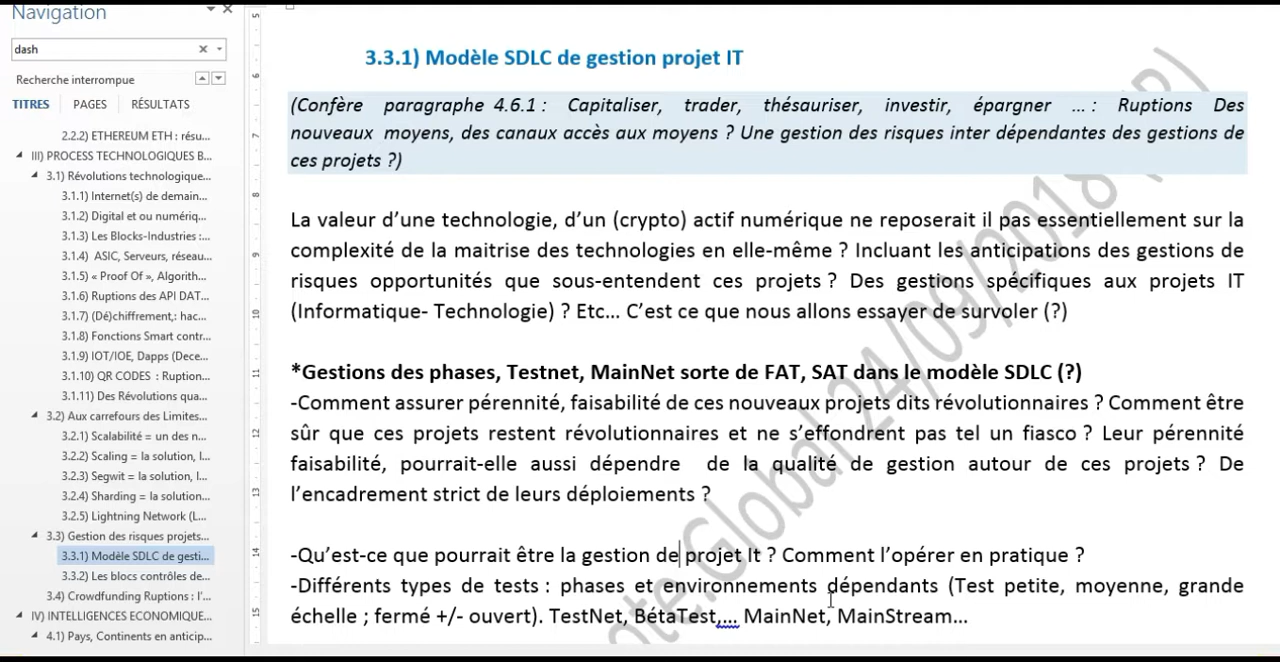 Navigation
dash
Recherche interrompue
TITRES PAGES RÉSULTATS
2.2.2) ETHEREUM ETH : résu...
III) PROCESS TECHNOLOGIQUES B...
3.1) Révolutions technologique...
3.1.1) Internet(s) de demain...
3.1.2) Digital et ou numériq...
3.1.3) Les Blocks-Industries :...
3.1.4) ASIC, Serveurs, réseau...
3.1.5) « Proof Of », Algorith...
3.1.6) Ruptions des API DAT...
3.1.7) (Dé)chiffrement,: hac...
3.1.8) Fonctions Smart contr...
3.1.9) IOT/IOE, Dapps (Dece...
3.1.10) QR CODES : Ruption...
3.1.11) Des Révolutions qua...
3.2) Aux carrefours des Limites...
3.2.1) Scalabilité = un des n...
3.2.2) Scaling = la solution, l...
3.2.3) Segwit = la solution, l...
3.2.4) Sharding = la solution...
3.2.5) Lightning Network (L...
3.3) Gestion des risques projets...
3.3.1) Modèle SDLC de gesti...
3.3.2) Les blocs contrôles de...
3.4) Crowdfunding Ruptions : l'...
IV) INTELLIGENCES ECONOMIQUE...
4.1) Pays, Continents en anticip...
5
6
7
8
9
10
11
12
13
14
15
3.3.1) Modèle SDLC de gestion projet IT
(Confère paragraphe 4.6.1 : Capitaliser, trader, thésauriser, investir, épargner ... : Ruptions Des
nouveaux moyens, des canaux accès aux moyens ? Une gestion des risques inter dépendantes des gestions de
ces projets ?)
La valeur d'une technologie, d'un (crypto) actif numérique ne reposerait il pas essentiellement sur la
complexité de la maitrise des technologies en elle-même ? Incluant les anticipations des gestions de
risques opportunités que sous-entendent ces projets ? Des gestions spécifiques aux projets IT
(Informatique- Technologie) ? Etc... C'est ce que nous allons essayer de survoler (?)
*Gestions des phases, Testnet, MainNet sorte de FAT, SAT dans le modèle SDLC (?)
-Comment assurer pérennité, faisabilité de ces nouveaux projets dits révolutionnaires ? Comment être
sûr que ces projets restent révolutionnaires et ne s'effondrent pas tel un fiasco ? Leur pérennité
faisabilité, pourrait-elle aussi dépendre de la qualité de gestion autour de ces projets ? De
l'encadrement strict de leurs déploiements ?
-Qu'est-ce que pourrait être la gestion de projet It ? Comment l'opérer en pratique ?
-Différents types de tests : phases et environnements dépendants (Test petite, moyenne, grande
échelle ; fermé +/- ouvert). TestNet, BétaTest,... MainNet, MainStream...
Global 24/09/2018